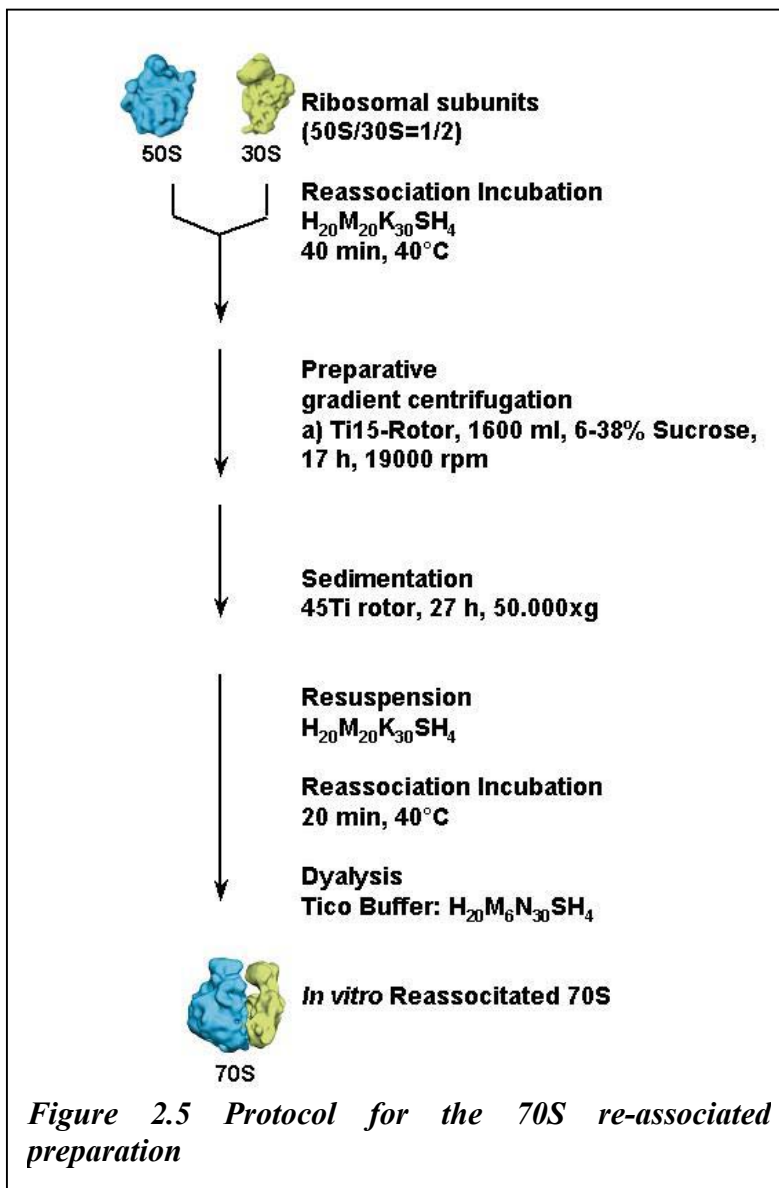 50S 30S
Ribosomal subunits
(50S/30S=1/2)
Reassociation Incubation
H₂₀M₂₀K₃₀SH₄
40 min, 40°C
Preparative
gradient centrifugation
a) Ti15-Rotor, 1600 ml, 6-38% Sucrose,
17 h, 19000 rpm
Sedimentation
45Ti rotor, 27 h, 50.000xg
Resuspension
H₂₀M₂₀K₃₀SH₄
Reassociation Incubation
20 min, 40°C
Dyalysis
Tico Buffer: H₂₀M₆N₃₀SH₄
In vitro Reassocitated 70S
70S
Figure 2.5 Protocol for the 70S re-associated
preparation